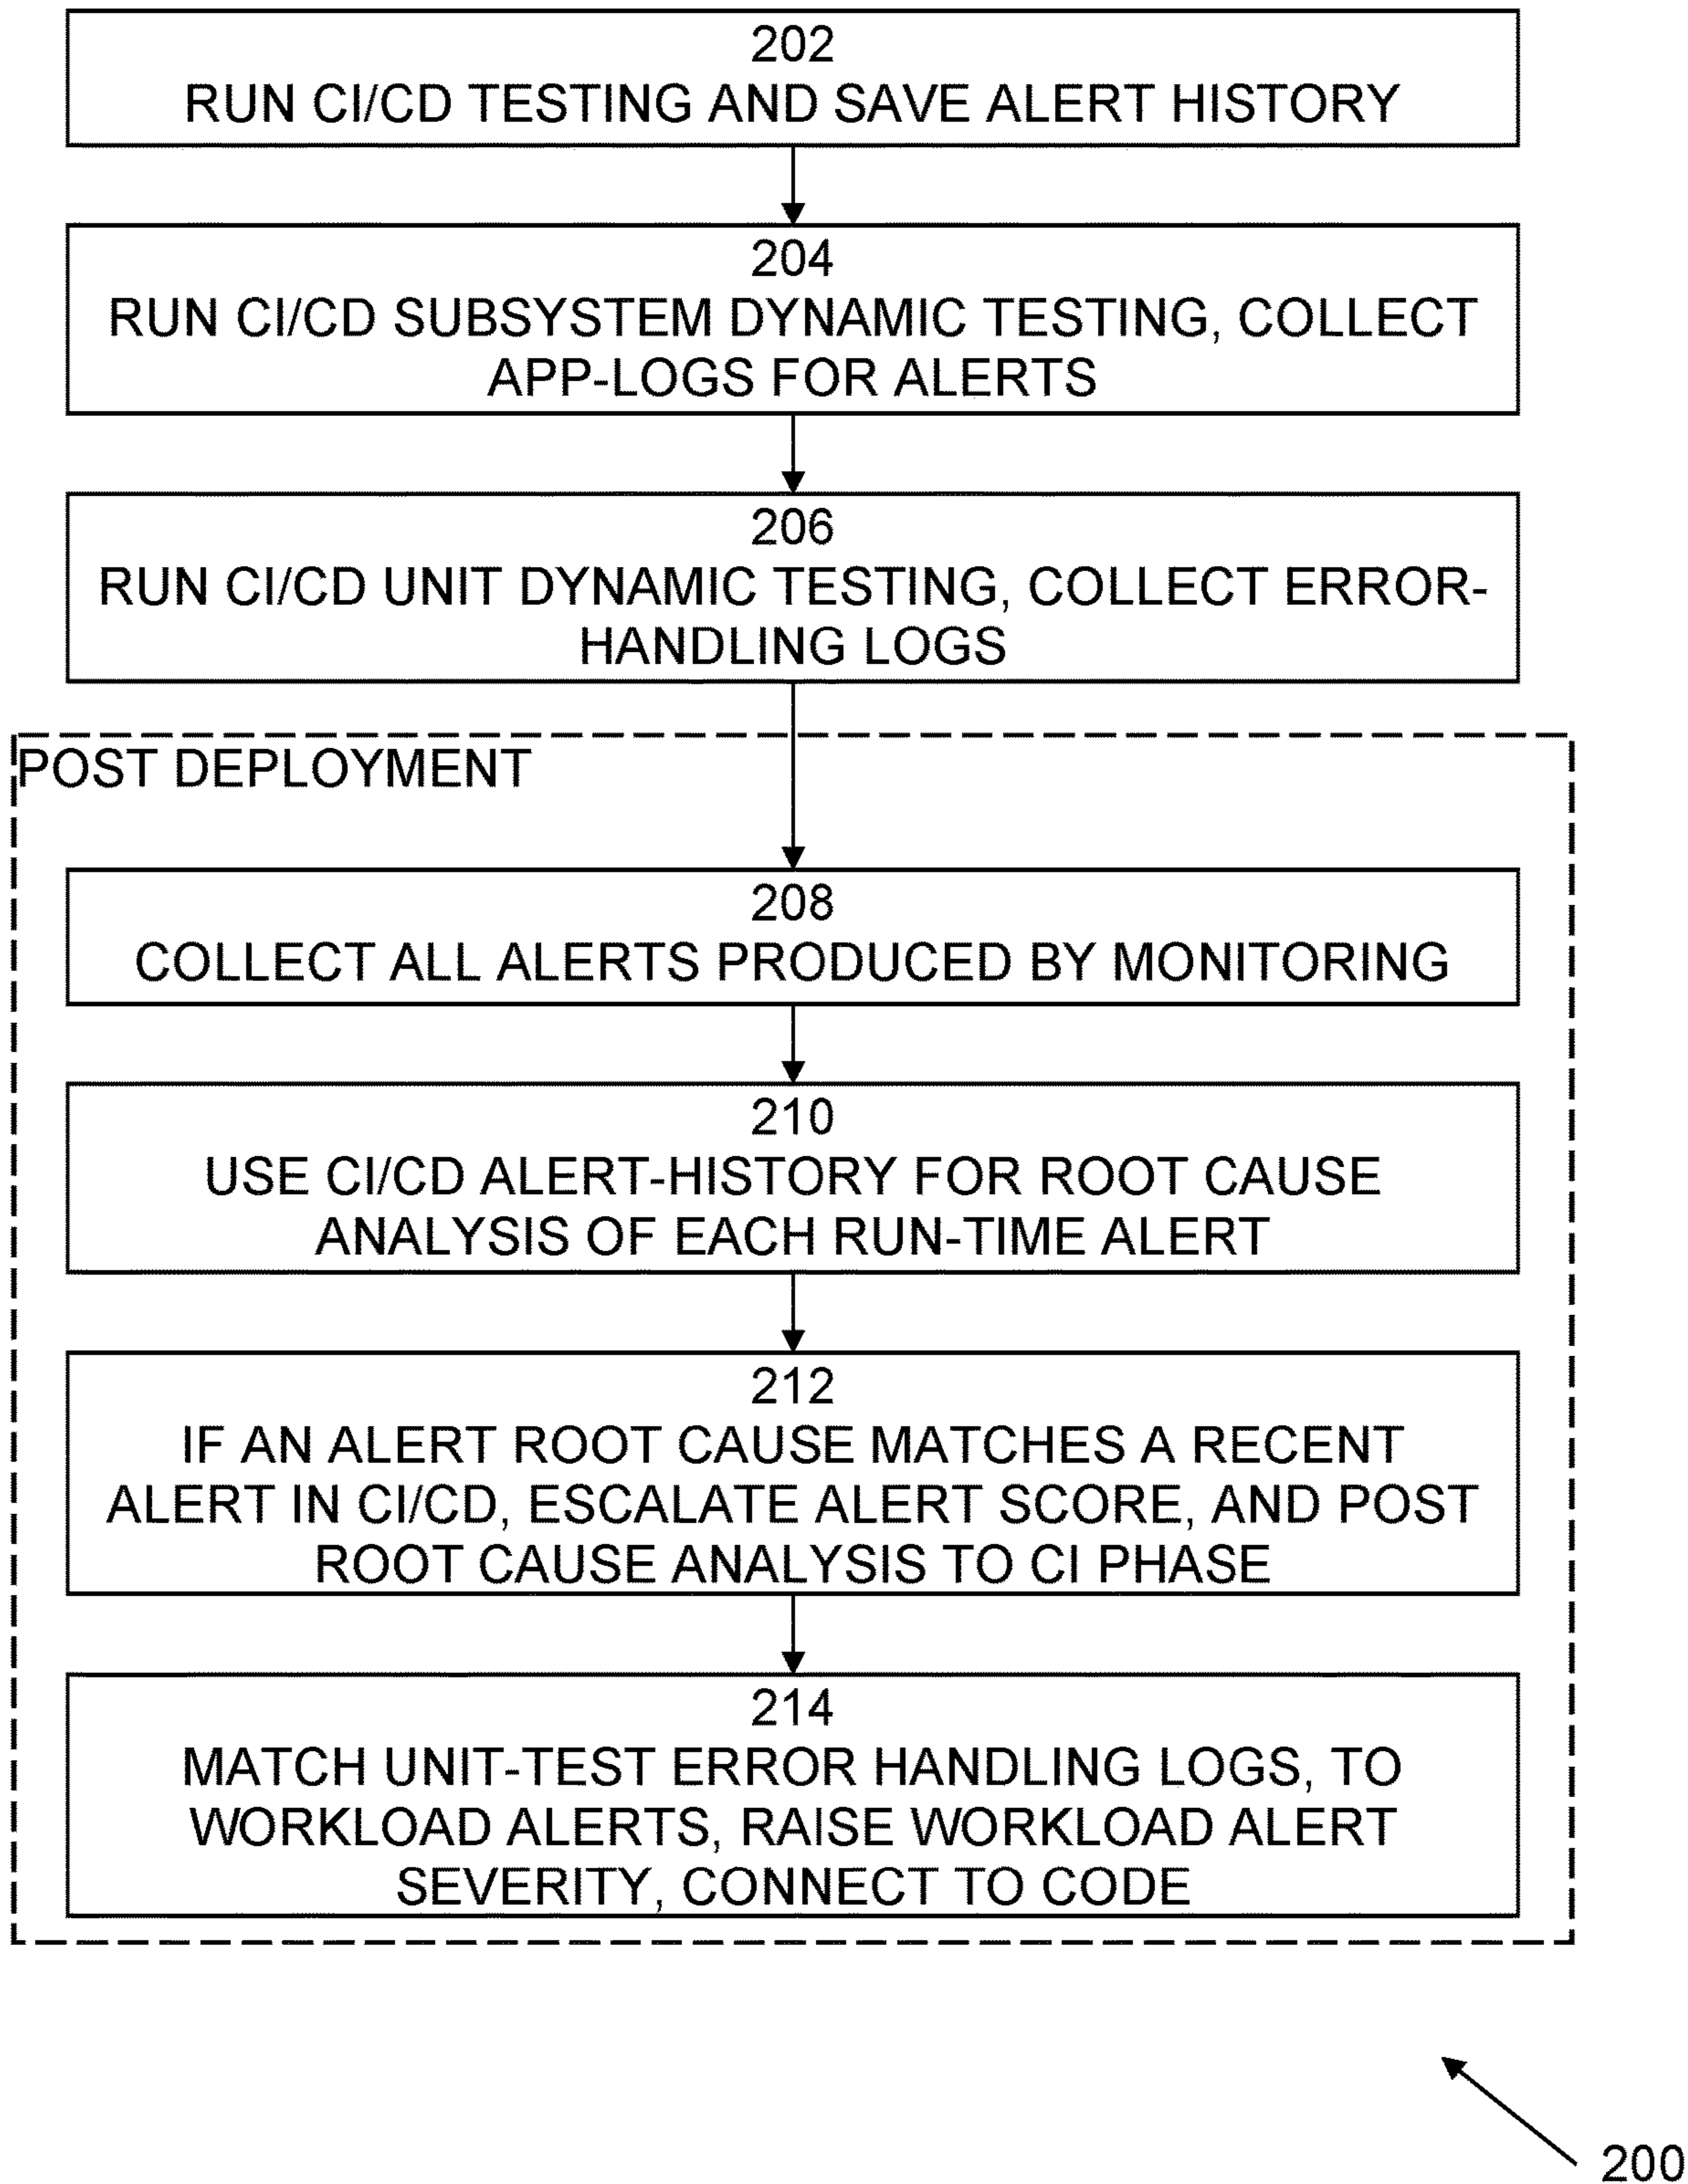 202
RUN CI/CD TESTING AND SAVE ALERT HISTORY
204
RUN CI/CD SUBSYSTEM DYNAMIC TESTING, COLLECT
APP-LOGS FOR ALERTS
206
RUN CI/CD UNIT DYNAMIC TESTING, COLLECT ERROR-
HANDLING LOGS
POST DEPLOYMENT
208
COLLECT ALL ALERTS PRODUCED BY MONITORING
210
USE CI/CD ALERT-HISTORY FOR ROOT CAUSE
ANALYSIS OF EACH RUN-TIME ALERT
212
IF AN ALERT ROOT CAUSE MATCHES A RECENT
ALERT IN CI/CD, ESCALATE ALERT SCORE, AND POST
ROOT CAUSE ANALYSIS TO CI PHASE
214
MATCH UNIT-TEST ERROR HANDLING LOGS, TO
WORKLOAD ALERTS, RAISE WORKLOAD ALERT
SEVERITY, CONNECT TO CODE
200